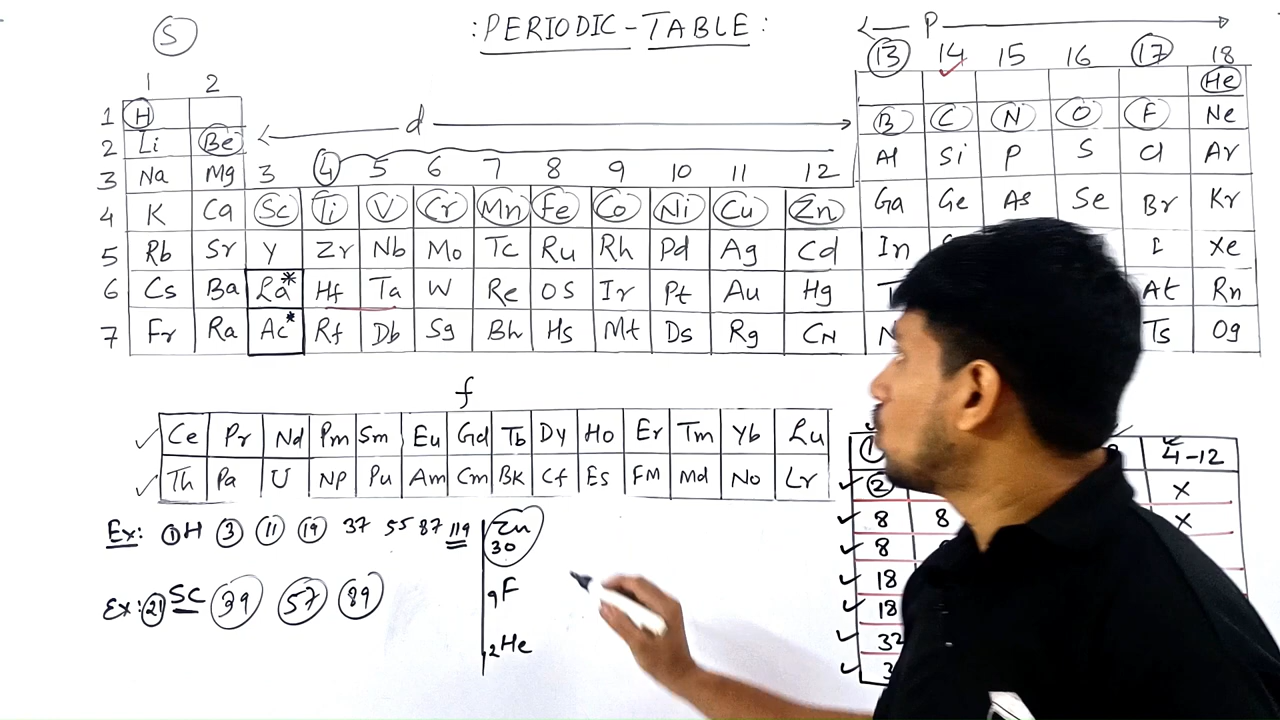 S :PERIODIC-TABLE: P
13 14 15 16 17 18
1 2 He
1 H B C N O F Ne
2 Li Be d Al Si P S Cl Ar
3 Na Mg 3 4 5 6 7 8 9 10 11 12
4 K Ca Sc Ti V Cr Mn Fe Co Ni Cu Zn Ga Ge As Se Br Kr
5 Rb Sr Y Zr Nb Mo Tc Ru Rh Pd Ag Cd In I Xe
6 Cs Ba La* Hf Ta W Re OS Ir Pt Au Hg At Rn
7 Fr Ra Ac* Rf Db Sg Bh Hs Mt Ds Rg CN Ts Og
f
Ce Pr Nd Pm Sm Eu Gd Tb Dy Ho Er Tm Yb Lu
Th Pa U NP Pu Am Cm BK Cf Es FM Md No Lr
Ex: 1H 3 11 19 37 55 87 119
Ex: 21 SC 39 57 89
Zn
30
9F
2He
1 4-12
2 X
8 8 X
8
18
18
32